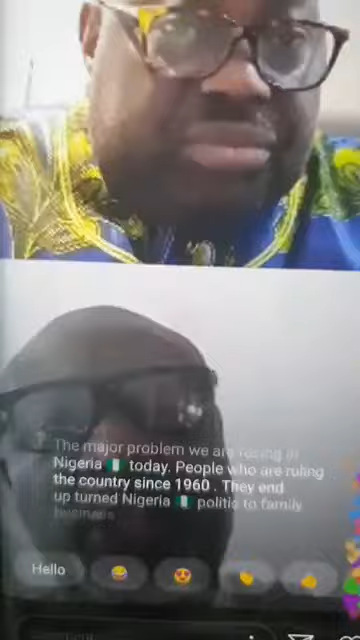 The major problem we are facing in
Nigeria 🇳🇬 today. People who are ruling
the country since 1960 . They end
up turned Nigeria 🇳🇬 politic to family
business
Hello